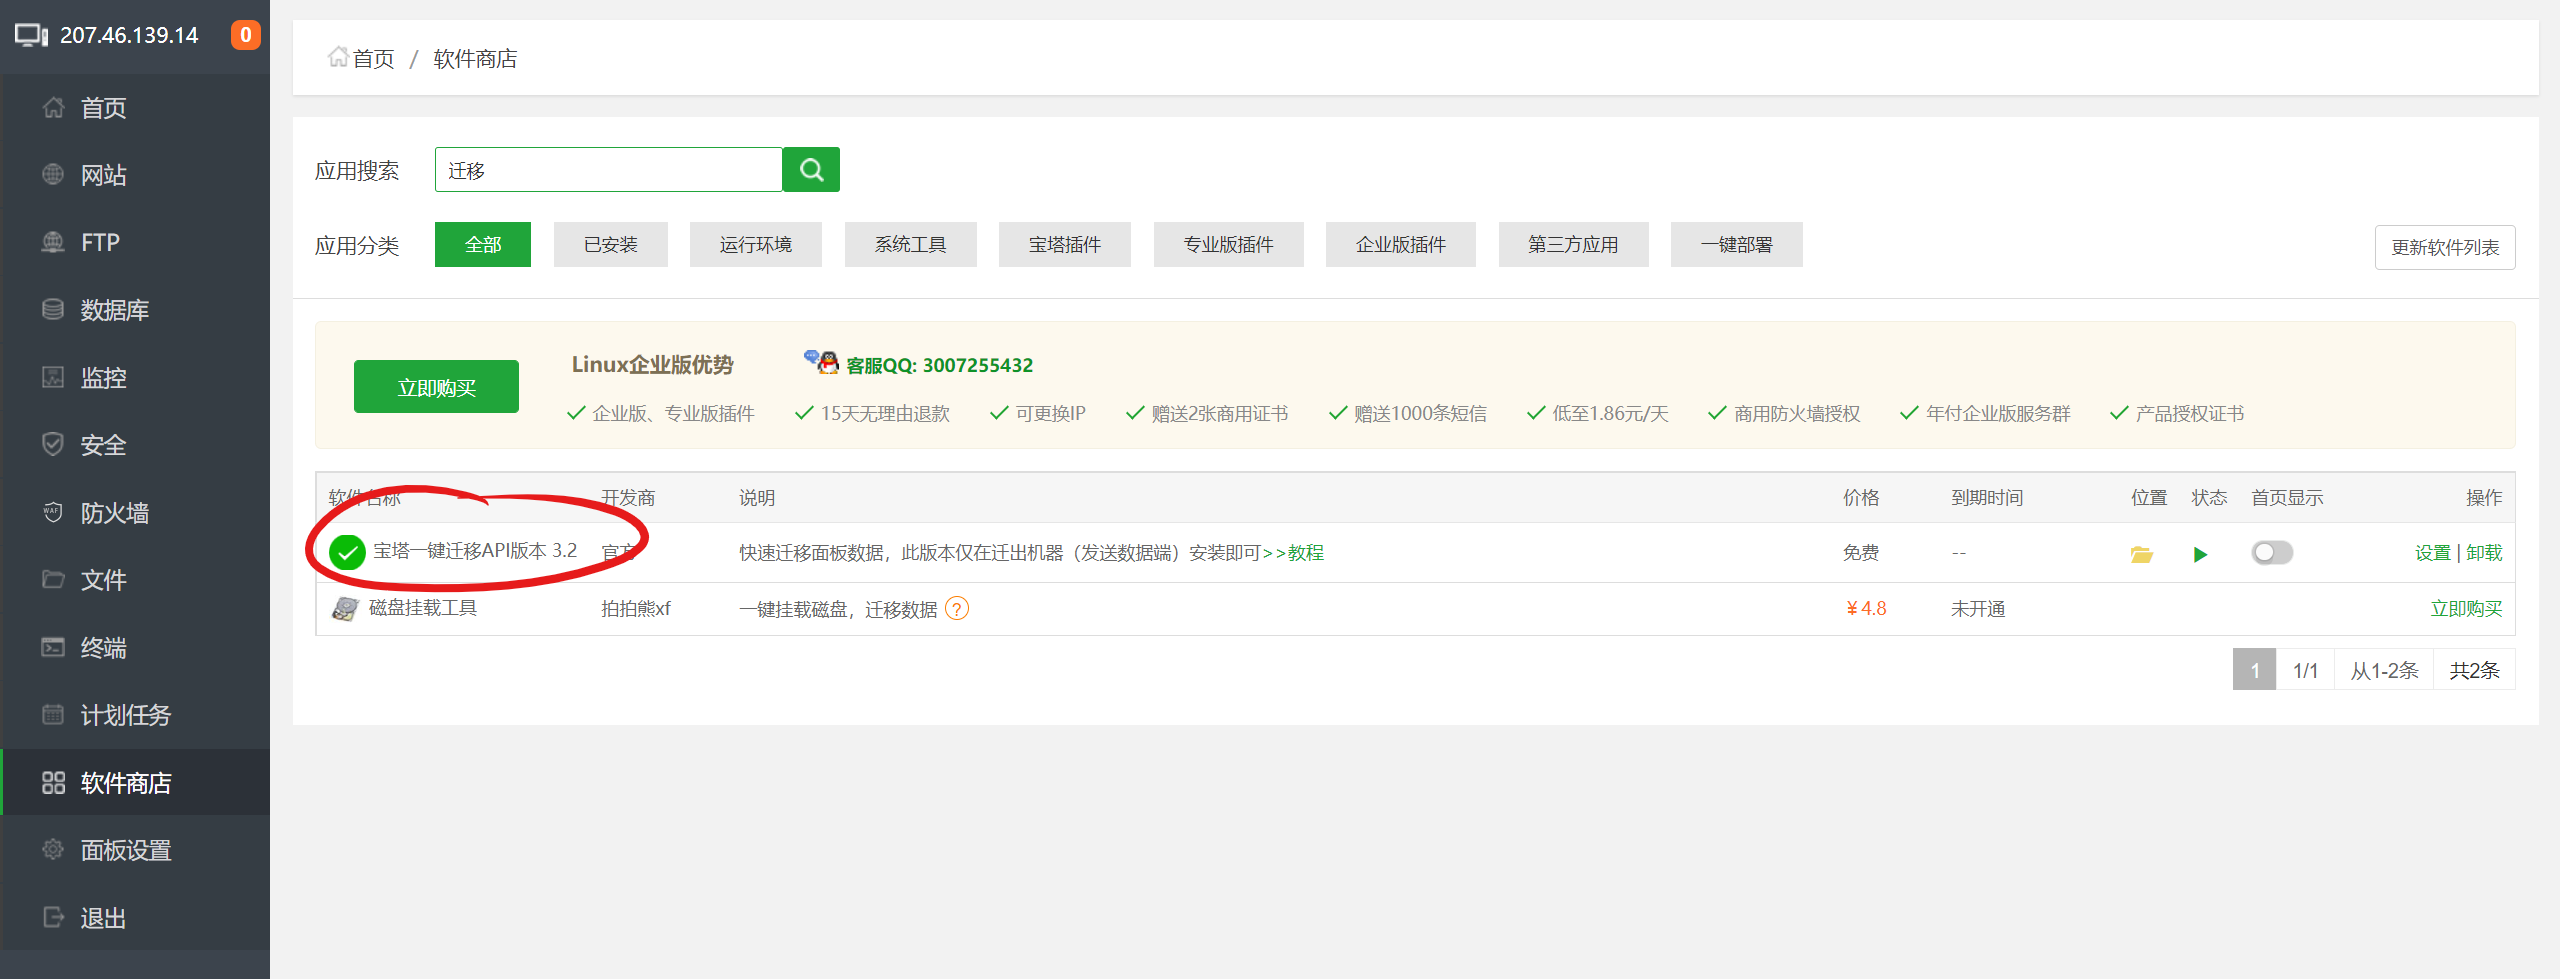 207.46.139.14 0
首页
网站
FTP
数据库
监控
安全
防火墙
文件
终端
计划任务
软件商店
面板设置
退出
首页 / 软件商店
应用搜索 迁移
应用分类 全部 已安装 运行环境 系统工具 宝塔插件 专业版插件 企业版插件 第三方应用 一键部署 更新软件列表
立即购买
Linux企业版优势 客服QQ: 3007255432
企业版、专业版插件 15天无理由退款 可更换IP 赠送2张商用证书 赠送1000条短信 低至1.86元/天 商用防火墙授权 年付企业版服务群 产品授权证书
软件名称 开发商 说明 价格 到期时间 位置 状态 首页显示 操作
宝塔一键迁移API版本 3.2 官方 快速迁移面板数据，此版本仅在迁出机器（发送数据端）安装即可>>教程 免费 -- 设置 | 卸载
磁盘挂载工具 拍拍熊xf 一键挂载磁盘，迁移数据 ? ¥4.8 未开通 立即购买
1 1/1 从1-2条 共2条